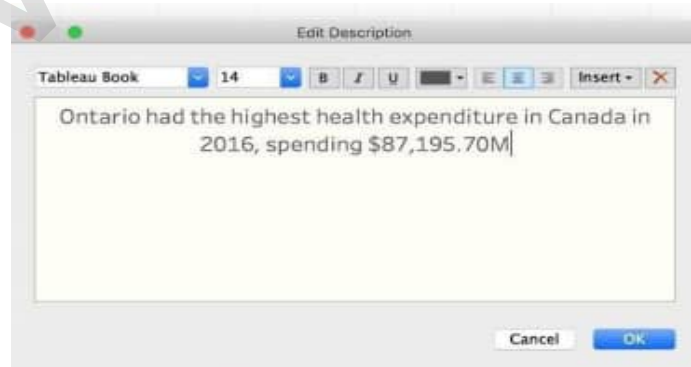 Edit Description
Tableau Book 14 B I U Insert
Ontario had the highest health expenditure in Canada in
2016, spending $87,195.70M
Cancel OK